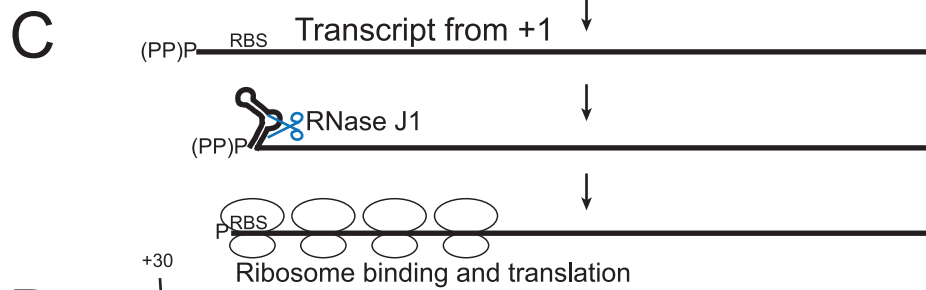 C
Transcript from +1
(PP)P RBS
RNase J1
(PP)P
P RBS
Ribosome binding and translation
+30